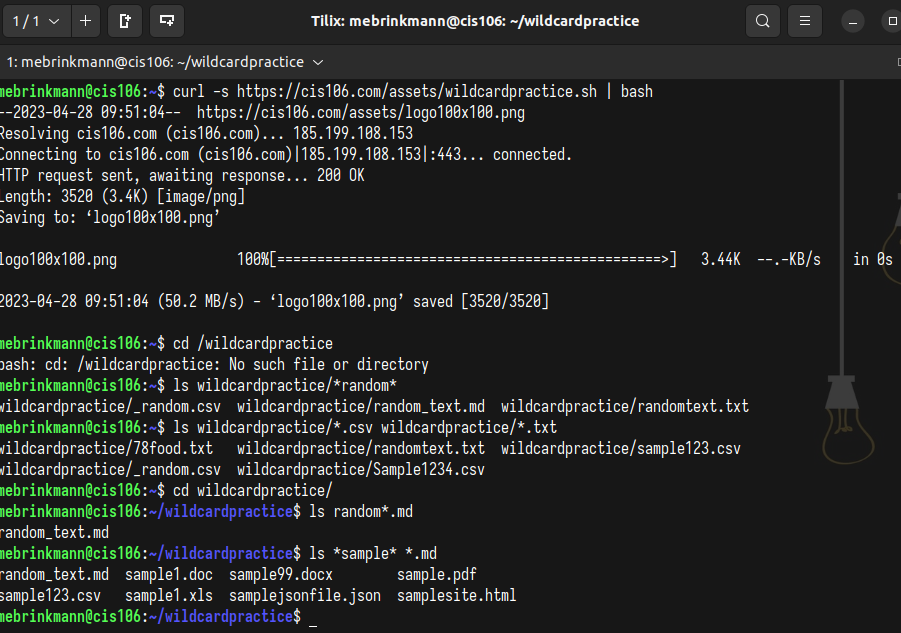 1 / 1
Tilix: mebrinkmann@cis106: ~/wildcardpractice
1: mebrinkmann@cis106: ~/wildcardpractice
mebrinkmann@cis106:~$ curl -s https://cis106.com/assets/wildcardpractice.sh | bash
--2023-04-28 09:51:04--  https://cis106.com/assets/logo100x100.png
Resolving cis106.com (cis106.com)... 185.199.108.153
Connecting to cis106.com (cis106.com)|185.199.108.153|:443... connected.
HTTP request sent, awaiting response... 200 OK
Length: 3520 (3.4K) [image/png]
Saving to: ‘logo100x100.png’
logo100x100.png               100%[================================================>]   3.44K  --.-KB/s    in 0s
2023-04-28 09:51:04 (50.2 MB/s) - ‘logo100x100.png’ saved [3520/3520]
mebrinkmann@cis106:~$ cd /wildcardpractice
bash: cd: /wildcardpractice: No such file or directory
mebrinkmann@cis106:~$ ls wildcardpractice/*random*
wildcardpractice/_random.csv  wildcardpractice/random_text.md  wildcardpractice/randomtext.txt
mebrinkmann@cis106:~$ ls wildcardpractice/*.csv wildcardpractice/*.txt
wildcardpractice/78food.txt   wildcardpractice/randomtext.txt  wildcardpractice/sample123.csv
wildcardpractice/_random.csv  wildcardpractice/Sample1234.csv
mebrinkmann@cis106:~$ cd wildcardpractice/
mebrinkmann@cis106:~/wildcardpractice$ ls random*.md
random_text.md
mebrinkmann@cis106:~/wildcardpractice$ ls *sample* *.md
random_text.md  sample1.doc  sample99.docx        sample.pdf
sample123.csv   sample1.xls  samplejsonfile.json  samplesite.html
mebrinkmann@cis106:~/wildcardpractice$ _